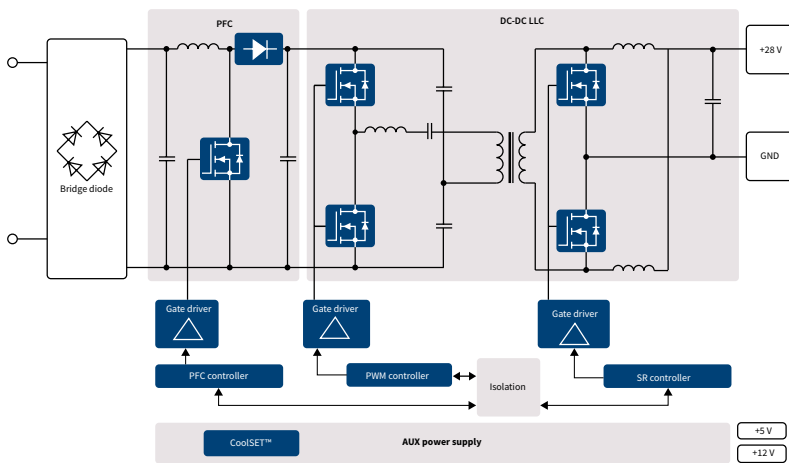 PFC
DC-DC LLC
+28 V
GND
Bridge diode
Gate driver
Gate driver
Gate driver
PFC controller
PWM controller
Isolation
SR controller
CoolSET™
AUX power supply
+5 V
+12 V